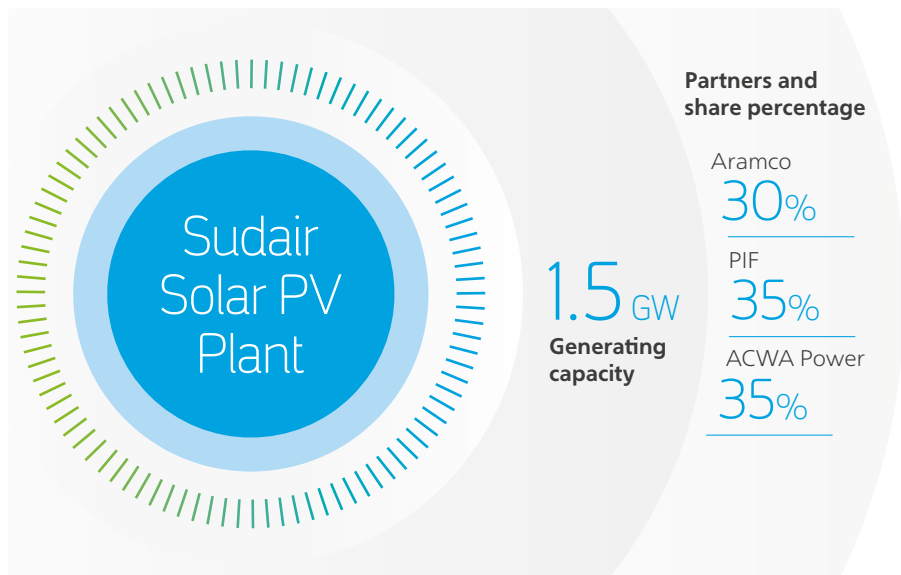 Sudair
Solar PV
Plant
1.5 GW
Generating
capacity
Partners and
share percentage
Aramco
30%
PIF
35%
ACWA Power
35%